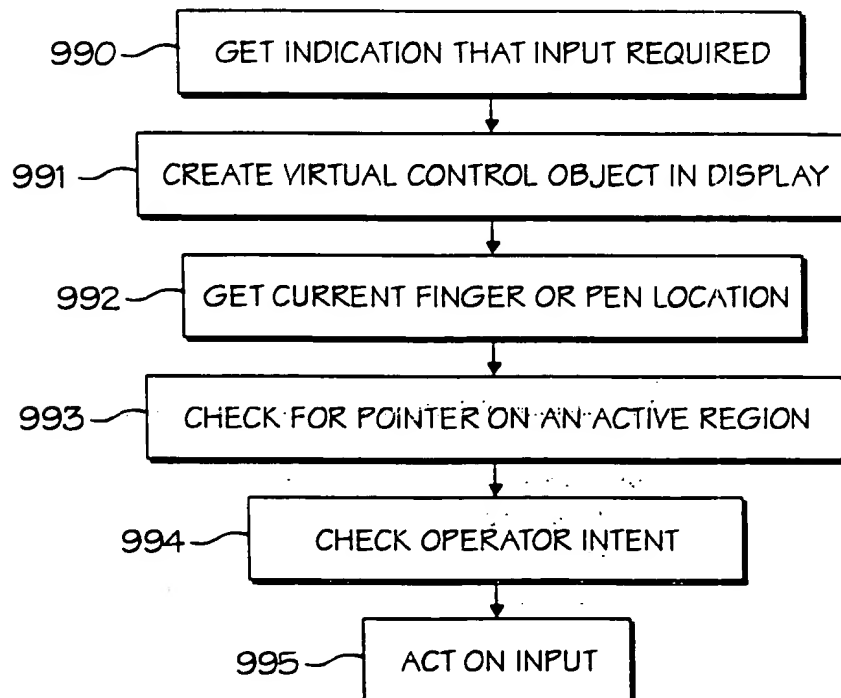 990 GET INDICATION THAT INPUT REQUIRED
991 CREATE VIRTUAL CONTROL OBJECT IN DISPLAY
992 GET CURRENT FINGER OR PEN LOCATION
993 CHECK FOR POINTER ON AN ACTIVE REGION
994 CHECK OPERATOR INTENT
995 ACT ON INPUT